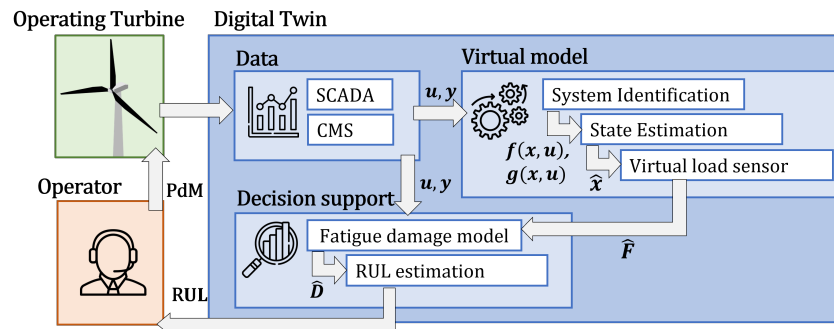 Operating Turbine
Digital Twin
Data
SCADA
CMS
u, y
Virtual model
System Identification
State Estimation
Virtual load sensor
f(x, u),
g(x, u)
x̂
u, y
Operator
PdM
Decision support
Fatigue damage model
F̂
RUL estimation
D̂
RUL